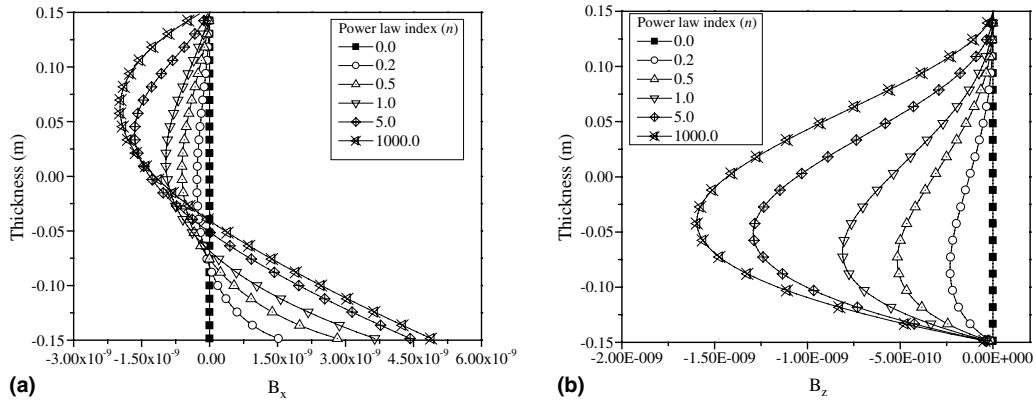 (a)
0.15
0.10
0.05
0.00
-0.05
-0.10
-0.15
Thickness (m)
Power law index (n)
0.0
0.2
0.5
1.0
5.0
1000.0
-3.00x10⁻⁹
-1.50x10⁻⁹
0.00
1.50x10⁻⁹
3.00x10⁻⁹
4.50x10⁻⁹
6.00x10⁻⁹
Bₓ
(b)
0.15
0.10
0.05
0.00
-0.05
-0.10
-0.15
Thickness (m)
Power law index (n)
0.0
0.2
0.5
1.0
5.0
1000.0
-2.00E-009
-1.50E-009
-1.00E-009
-5.00E-010
0.00E+000
B_z